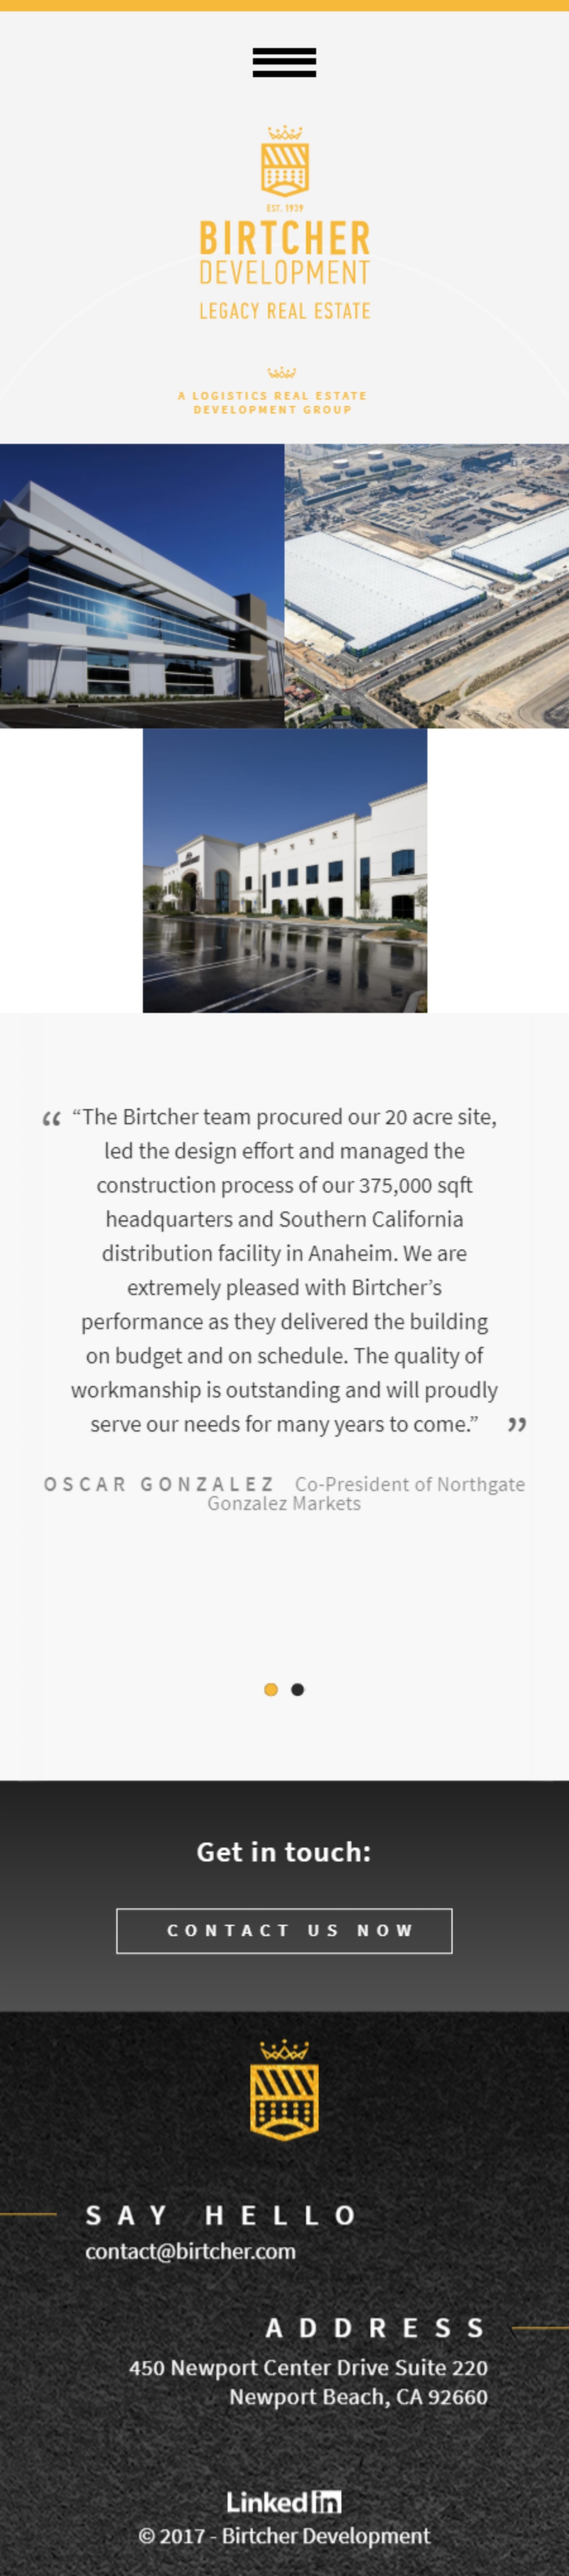 EST. 1939
BIRTCHER
DEVELOPMENT
LEGACY REAL ESTATE
A LOGISTICS REAL ESTATE
DEVELOPMENT GROUP
“ “The Birtcher team procured our 20 acre site,
led the design effort and managed the
construction process of our 375,000 sqft
headquarters and Southern California
distribution facility in Anaheim. We are
extremely pleased with Birtcher’s
performance as they delivered the building
on budget and on schedule. The quality of
workmanship is outstanding and will proudly
serve our needs for many years to come.” ”
OSCAR GONZALEZ Co-President of Northgate
Gonzalez Markets
Get in touch:
CONTACT US NOW
SAY HELLO
contact@birtcher.com
ADDRESS
450 Newport Center Drive Suite 220
Newport Beach, CA 92660
LinkedIn
© 2017 - Birtcher Development